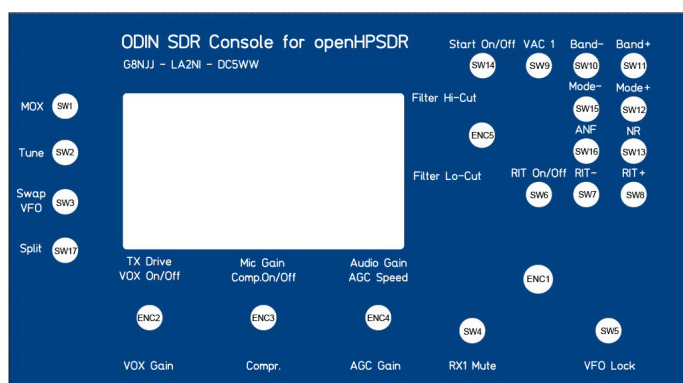 ODIN SDR Console for openHPSDR
G8NJJ - LA2NI - DC5WW
Start On/Off VAC 1 Band- Band+
SW14 SW9 SW10 SW11
Mode- Mode+
Filter Hi-Cut
MOX SW1
SW15 SW12
ANF NR
ENC5
Tune SW2
SW16 SW13
Filter Lo-Cut
RIT On/Off RIT- RIT+
Swap
VFO
SW3
SW6 SW7 SW8
Split SW17
TX Drive Mic Gain Audio Gain
VOX On/Off Comp.On/Off AGC Speed
ENC1
ENC2 ENC3 ENC4
SW4 SW5
VOX Gain Compr. AGC Gain RX1 Mute VFO Lock